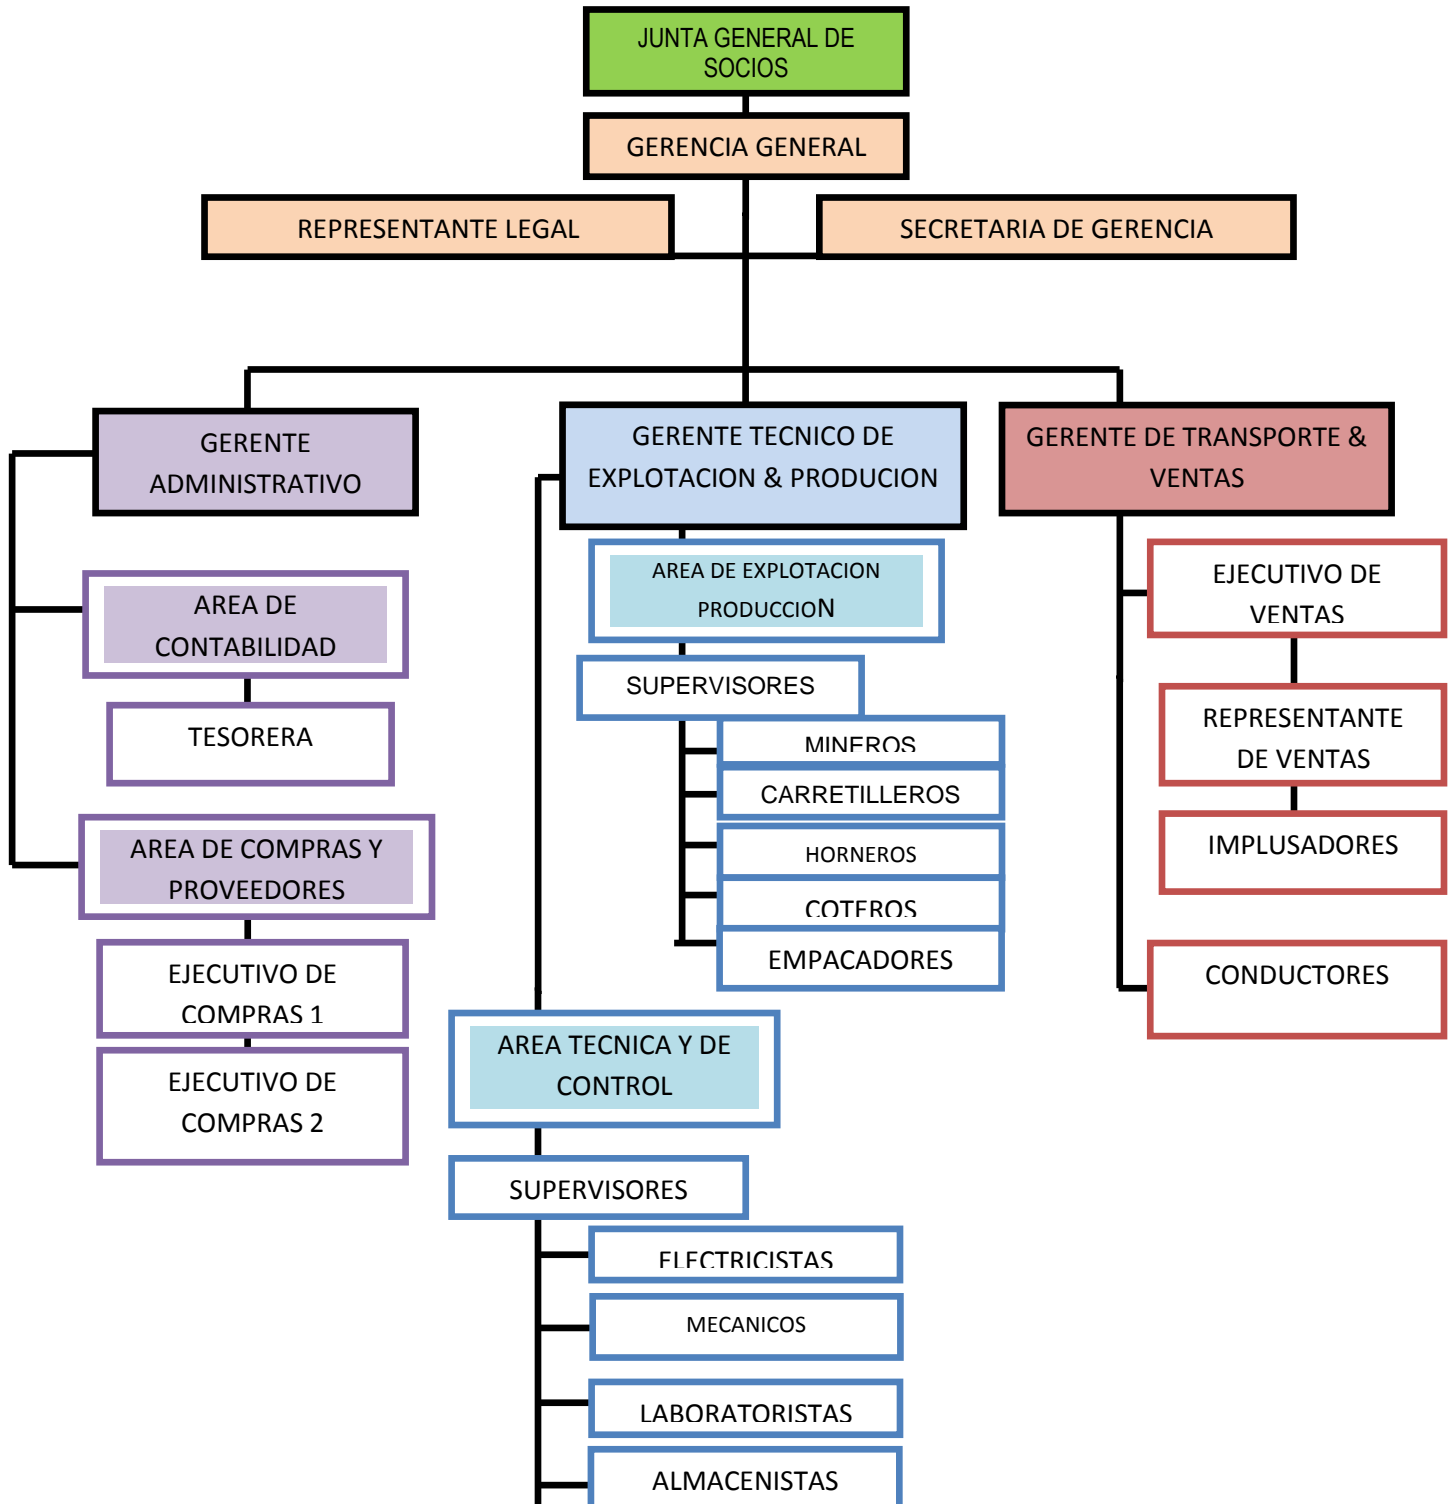 JUNTA GENERAL DE
SOCIOS
GERENCIA GENERAL
REPRESENTANTE LEGAL
SECRETARIA DE GERENCIA
GERENTE
ADMINISTRATIVO
AREA DE
CONTABILIDAD
TESORERA
AREA DE COMPRAS Y
PROVEEDORES
EJECUTIVO DE
COMPRAS 1
EJECUTIVO DE
COMPRAS 2
GERENTE TECNICO DE
EXPLOTACION & PRODUCION
AREA DE EXPLOTACION
PRODUCCION
SUPERVISORES
MINEROS
CARRETILLEROS
HORNEROS
COTEROS
EMPACADORES
AREA TECNICA Y DE
CONTROL
SUPERVISORES
ELECTRICISTAS
MECANICOS
LABORATORISTAS
ALMACENISTAS
GERENTE DE TRANSPORTE &
VENTAS
EJECUTIVO DE
VENTAS
REPRESENTANTE
DE VENTAS
IMPLUSADORES
CONDUCTORES